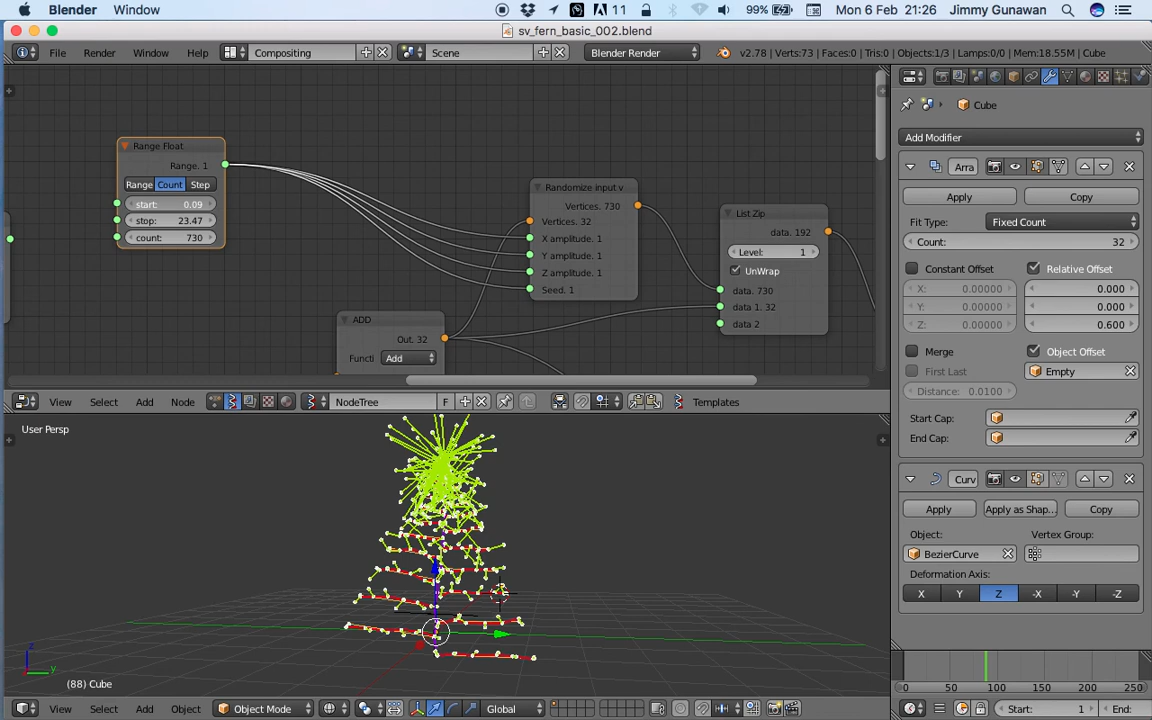 Blender Window 11 99% Mon 6 Feb 21:26 Jimmy Gunawan
sv_fern_basic_002.blend
File Render Window Help Compositing Scene Blender Render v2.78 | Verts:73 | Faces:0 | Tris:0 | Objects:1/3 | Lamps:0/0 | Mem:18.55M | Cube
Cube
Add Modifier
Arra
Apply Copy
Fit Type: Fixed Count
Count: 32
Constant Offset Relative Offset
X: 0.00000 0.000
Y: 0.00000 0.000
Z: 0.00000 0.600
Merge Object Offset
First Last Empty
Distance: 0.0100
Start Cap:
End Cap:
Curv
Apply Apply as Shap... Copy
Object: Vertex Group:
BezierCurve
Deformation Axis:
X Y Z -X -Y -Z
Range Float
Range. 1
Range Count Step
start: 0.09
stop: 23.47
count: 730
Randomize input v
Vertices. 730
Vertices. 32
X amplitude. 1
Y amplitude. 1
Z amplitude. 1
Seed. 1
List Zip
data. 192
Level: 1
UnWrap
data. 730
data 1. 32
data 2
ADD
Out. 32
Functi Add
View Select Add Node NodeTree F Templates
User Persp
z
y
(88) Cube
View Select Add Object Object Mode Global
0 50 100 150 200 250
Start: 1 End: